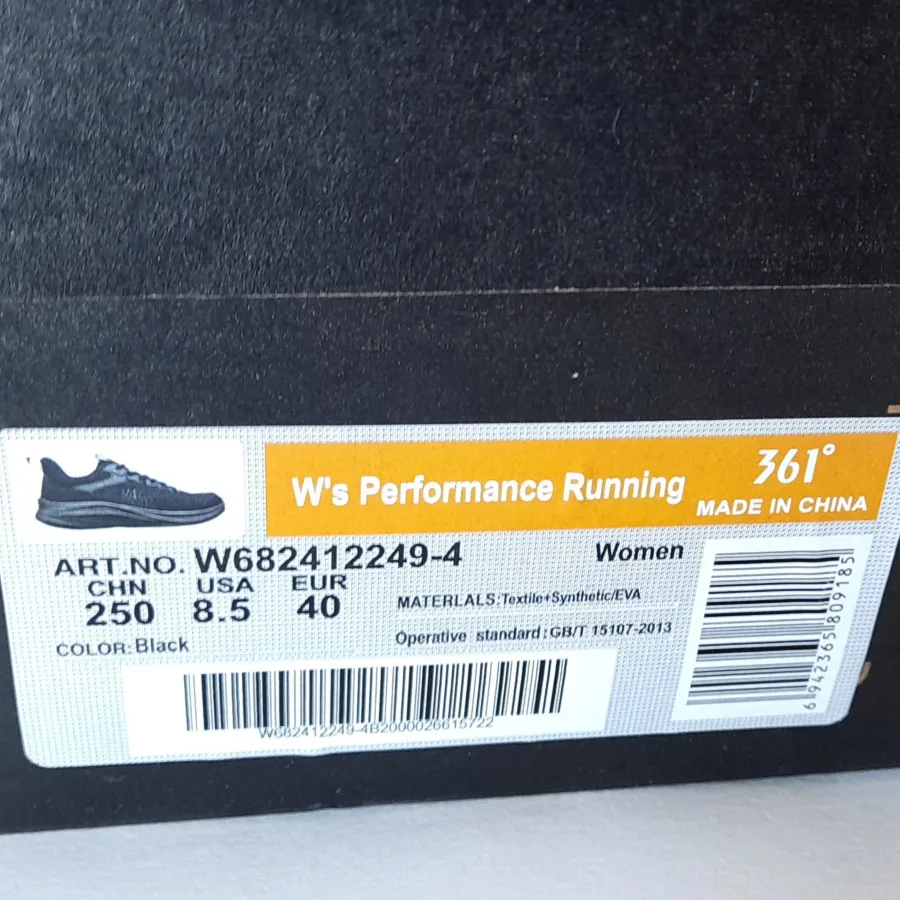 W's Performance Running
361°
MADE IN CHINA
ART.NO. W682412249-4
Women
CHN USA EUR
250 8.5 40
MATERLALS:Textile+Synthetic/EVA
Operative standard:GB/T 15107-2013
COLOR:Black
W682412249-4B2000026615722
6942365809185